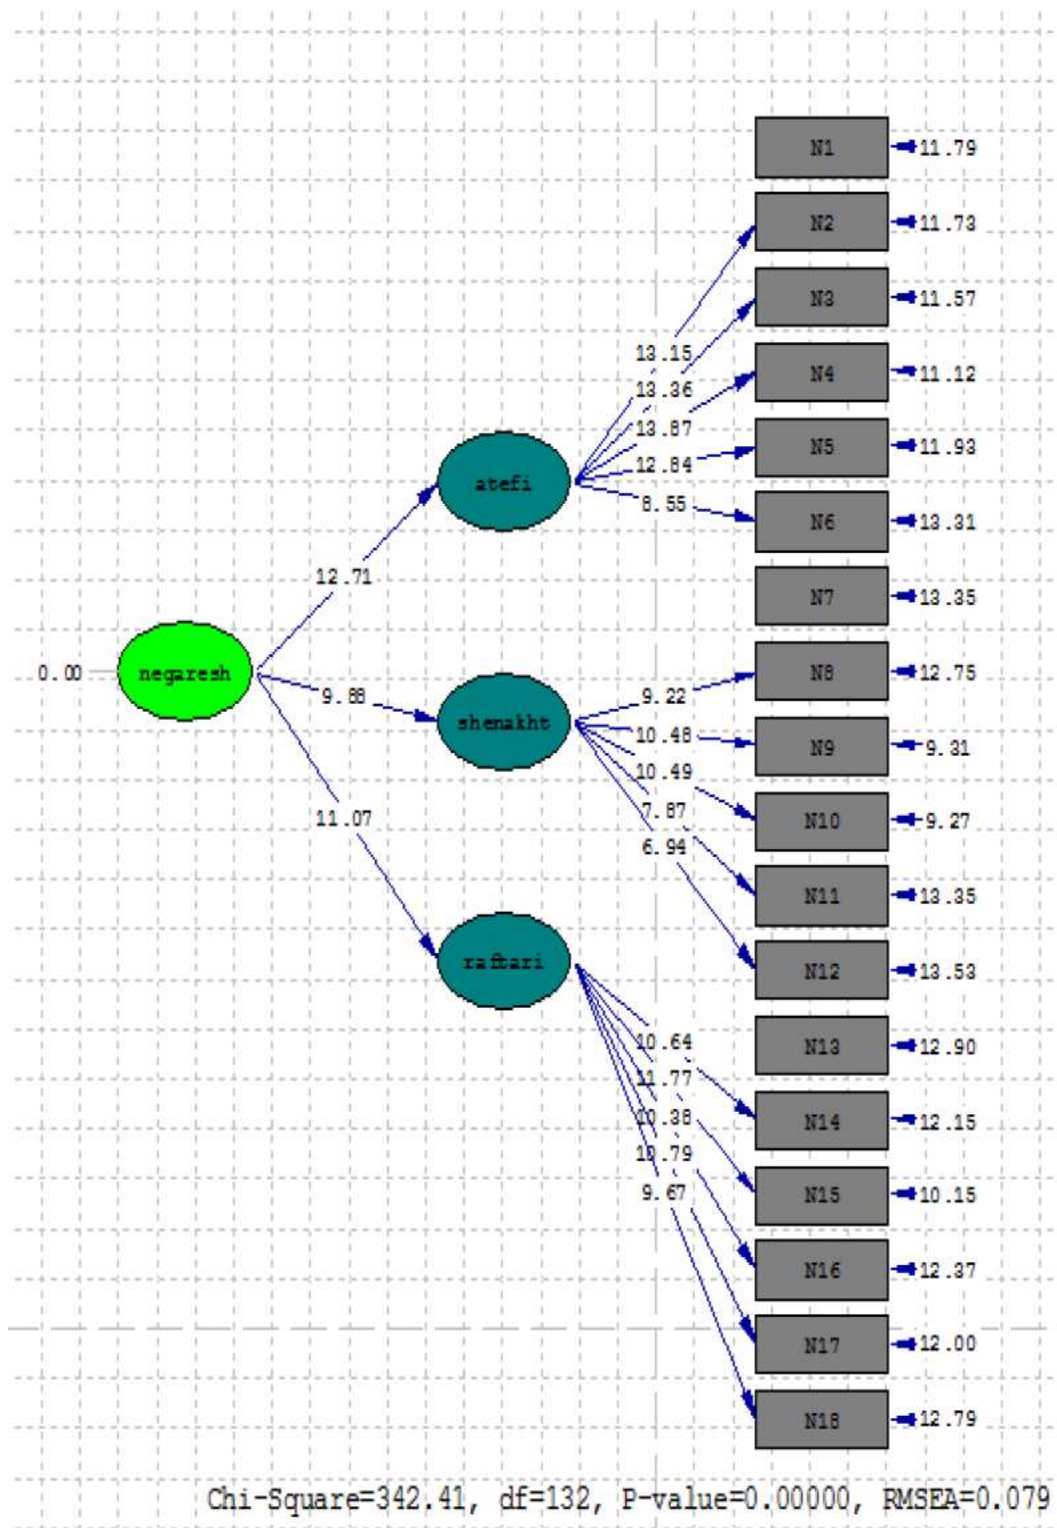 N1
11.79
N2
11.73
N3
11.57
13.15
13.36
N4
11.12
13.87
N5
11.93
12.84
atefi
8.55
N6
13.31
12.71
N7
13.35
0.00
negaresh
N8
12.75
9.88
9.22
shenakht
10.48
N9
9.31
10.49
7.87
N10
9.27
11.07
6.94
N11
13.35
raftari
N12
13.53
10.64
N13
12.90
11.77
10.38
N14
12.15
10.79
9.67
N15
10.15
N16
12.37
N17
12.00
N18
12.79
Chi-Square=342.41, df=132, P-value=0.00000, RMSEA=0.079